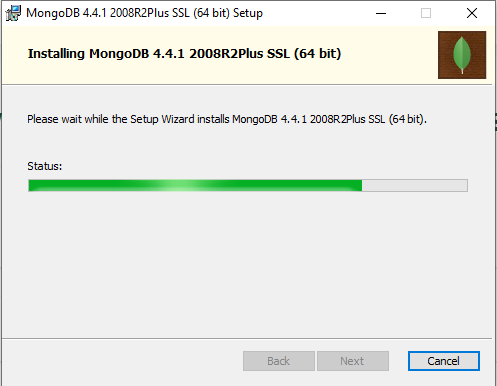 MongoDB 4.4.1 2008R2Plus SSL (64 bit) Setup
Installing MongoDB 4.4.1 2008R2Plus SSL (64 bit)
Please wait while the Setup Wizard installs MongoDB 4.4.1 2008R2Plus SSL (64 bit).
Status:
Back Next Cancel